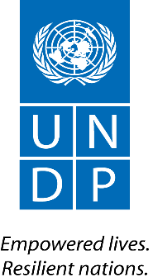 U N
D P
Empowered lives.
Resilient nations.